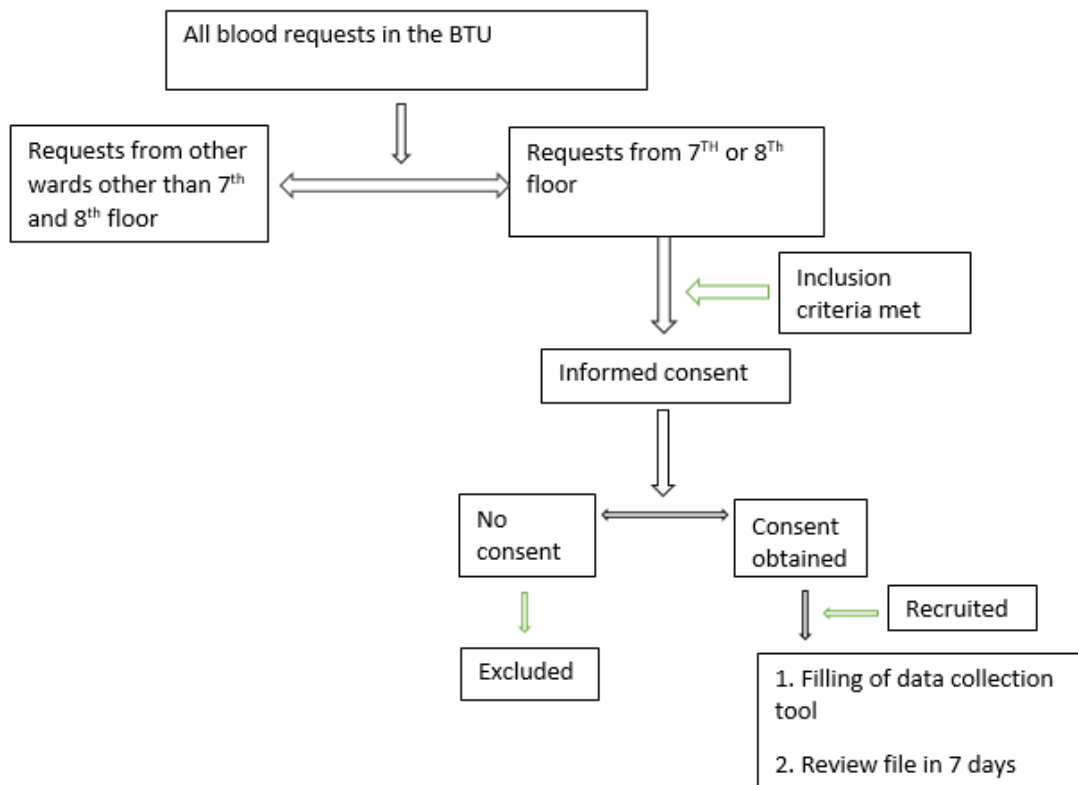 All blood requests in the BTU
Requests from other
wards other than 7th
and 8th floor
Requests from 7TH or 8Th
floor
Inclusion
criteria met
Informed consent
No
consent
Consent
obtained
Recruited
Excluded
1. Filling of data collection
tool
2. Review file in 7 days